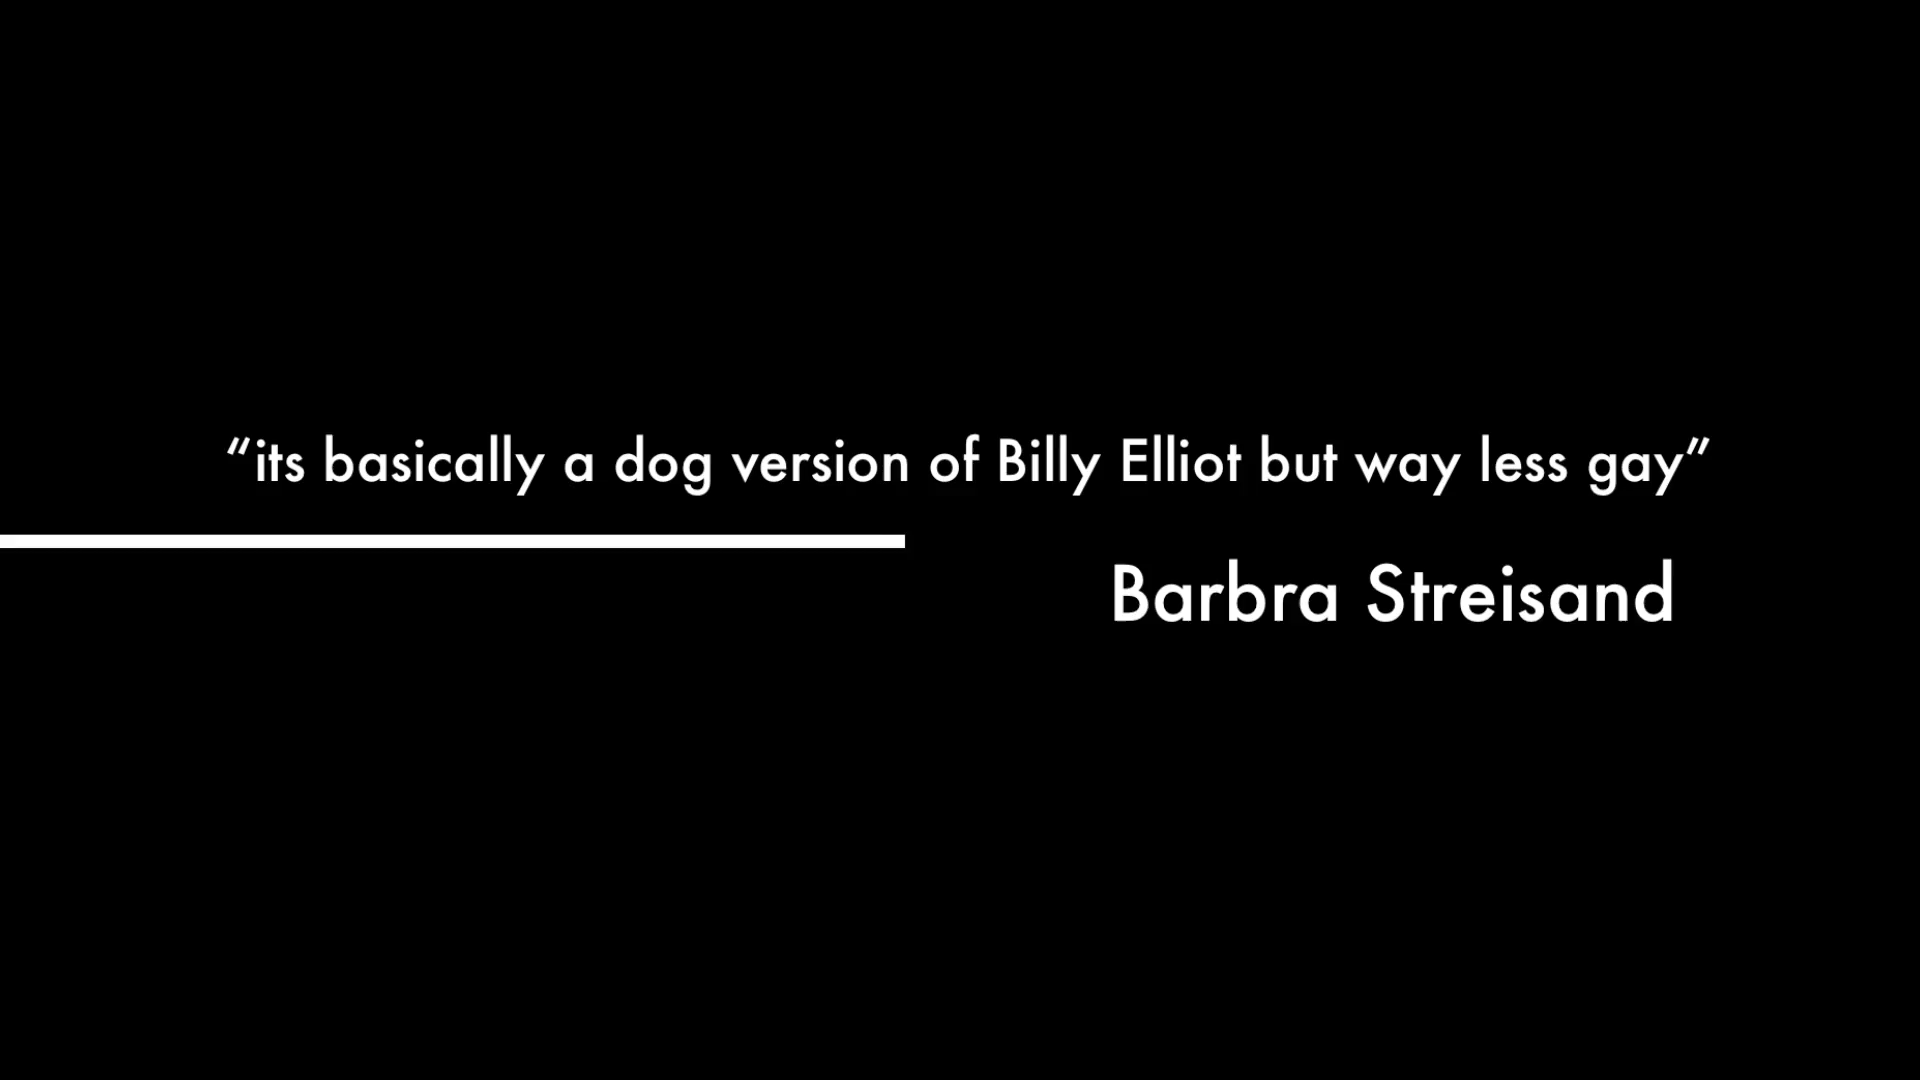 “its basically a dog version of Billy Elliot but way less gay”
Barbra Streisand